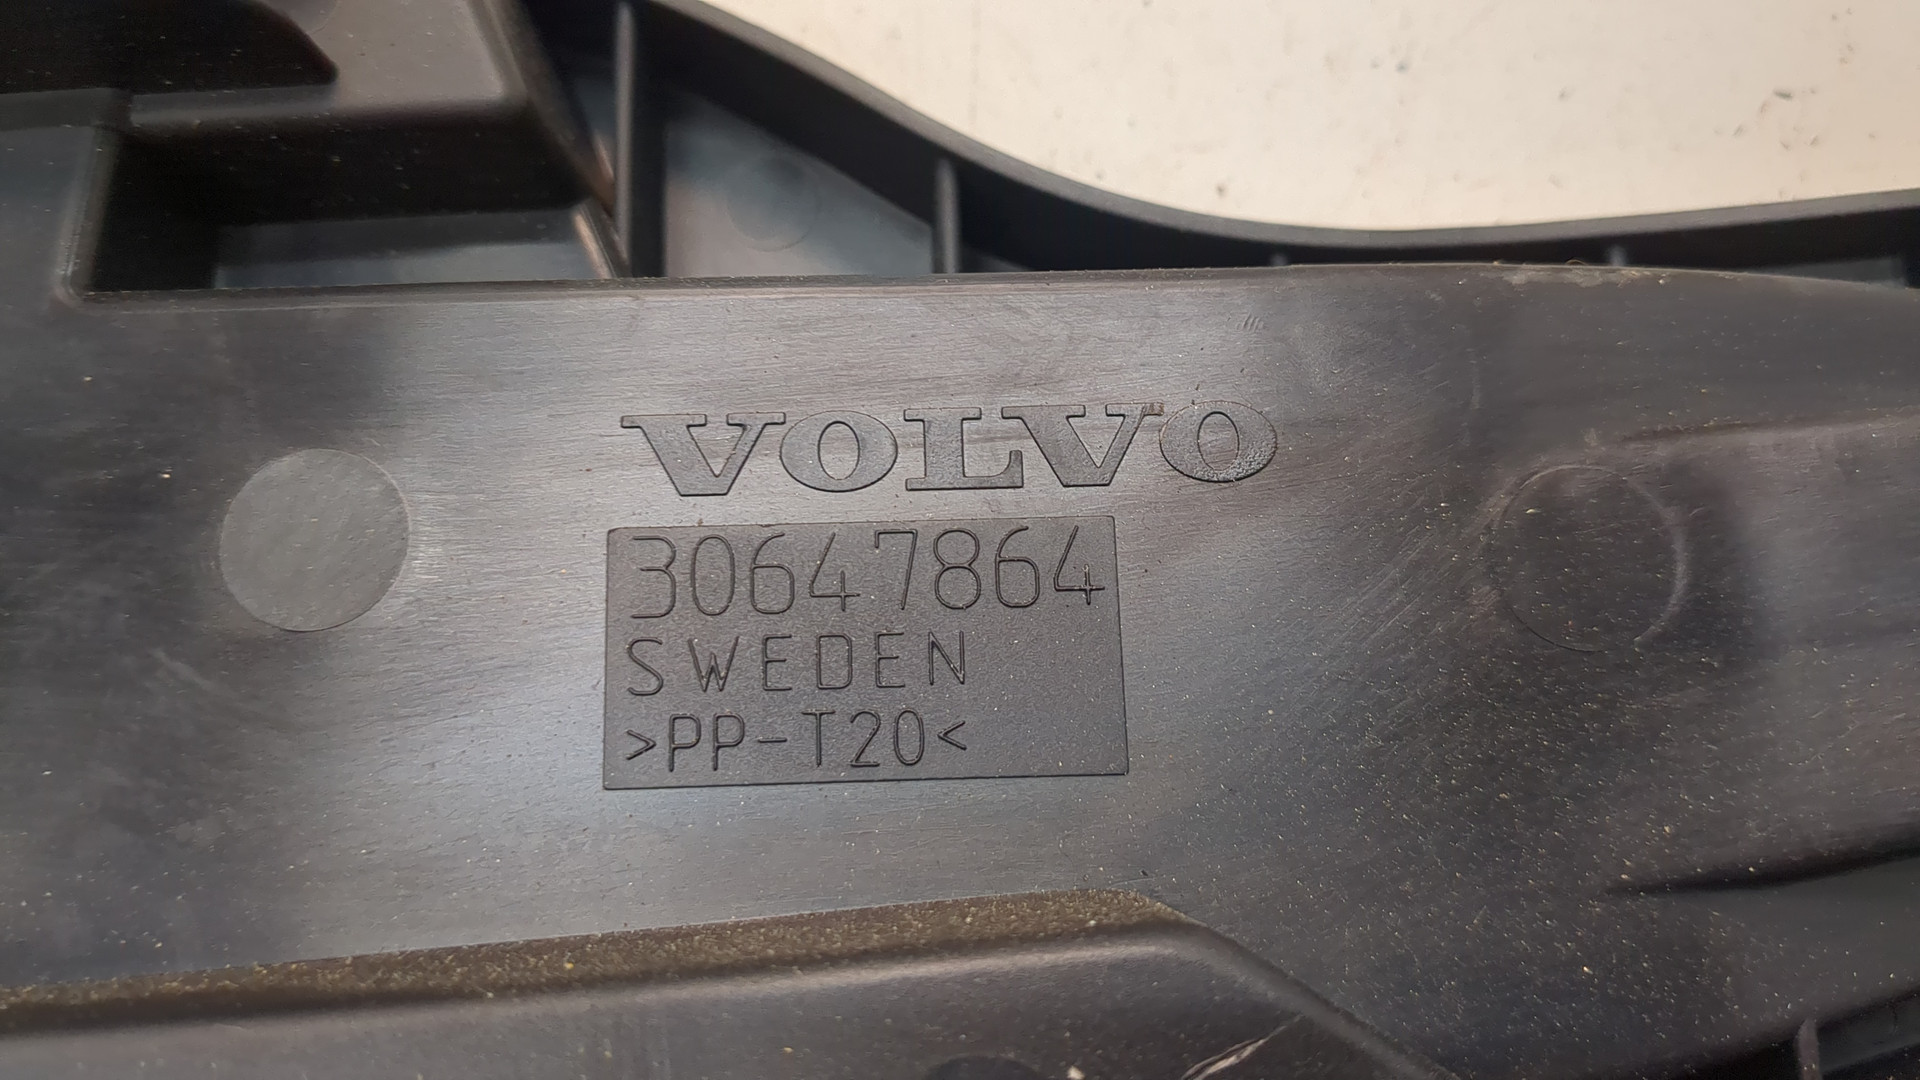 VOLVO
30647864
SWEDEN
>PP-T20<